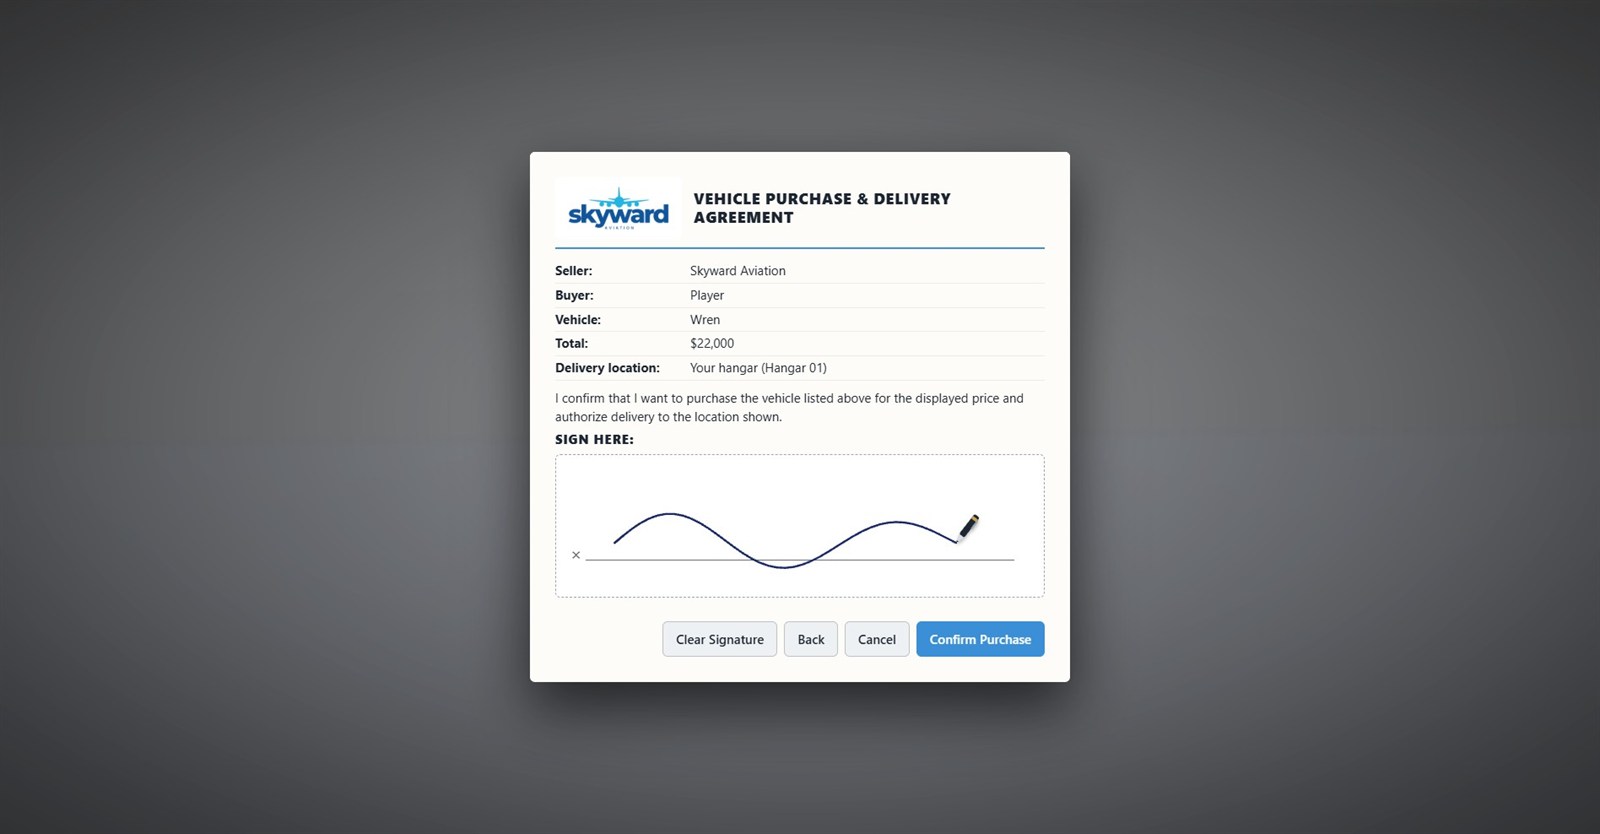 skyward
AVIATION
VEHICLE PURCHASE & DELIVERY
AGREEMENT
Seller: Skyward Aviation
Buyer: Player
Vehicle: Wren
Total: $22,000
Delivery location: Your hangar (Hangar 01)
I confirm that I want to purchase the vehicle listed above for the displayed price and
authorize delivery to the location shown.
SIGN HERE:
×
Clear Signature Back Cancel Confirm Purchase